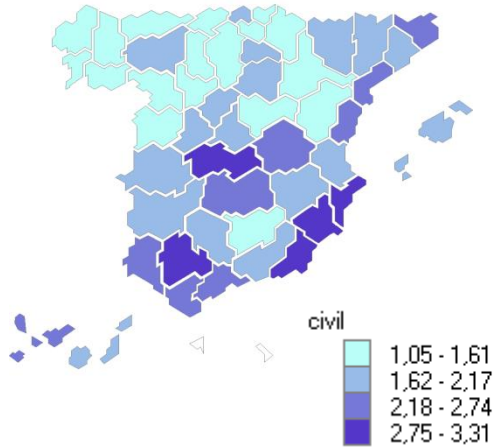 civil
1,05 - 1,61
1,62 - 2,17
2,18 - 2,74
2,75 - 3,31